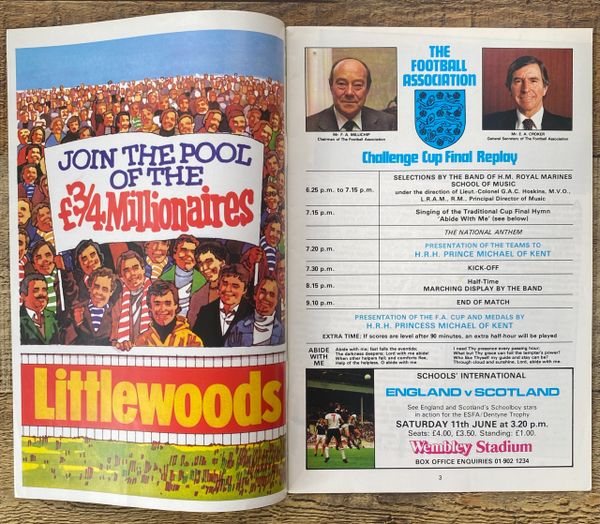 JOIN THE POOL
OF THE
£¾ Millionaires
Littlewoods
THE
FOOTBALL
ASSOCIATION
Mr. F. A. MILLICHIP
Chairman of The Football Association
Mr. E. A. CROKER
General Secretary of The Football Association
Challenge Cup Final Replay
6.25 p.m. to 7.15 p.m.
SELECTIONS BY THE BAND OF H.M. ROYAL MARINES
SCHOOL OF MUSIC
under the direction of Lieut.-Colonel G.A.C. Hoskins, M.V.O.,
L.R.A.M., R.M., Principal Director of Music
7.15 p.m.
Singing of the Traditional Cup Final Hymn
'Abide With Me' (see below)
THE NATIONAL ANTHEM
7.20 p.m.
PRESENTATION OF THE TEAMS TO
H.R.H. PRINCE MICHAEL OF KENT
7.30 p.m.
KICK-OFF
8.15 p.m.
Half-Time
MARCHING DISPLAY BY THE BAND
9.10 p.m.
END OF MATCH
PRESENTATION OF THE F.A. CUP AND MEDALS BY
H.R.H. PRINCESS MICHAEL OF KENT
EXTRA TIME: If scores are level after 90 minutes, an extra half-hour will be played
ABIDE
WITH
ME
Abide with me; fast falls the eventide;
The darkness deepens; Lord with me abide!
When other helpers fail, and comforts flee,
Help of the helpless, O abide with me
I need Thy presence every passing hour;
What but Thy grace can foil the tempter's power?
Who like Thyself my guide and stay can be?
Through cloud and sunshine, Lord, abide with me.
SCHOOLS' INTERNATIONAL
ENGLAND v SCOTLAND
See England and Scotland's Schoolboy stars
in action for the ESFA/Dentyne Trophy
SATURDAY 11th JUNE at 3.20 p.m.
Seats: £4.00, £3.50. Standing: £1.00.
Wembley Stadium
BOX OFFICE ENQUIRIES 01-902 1234
3